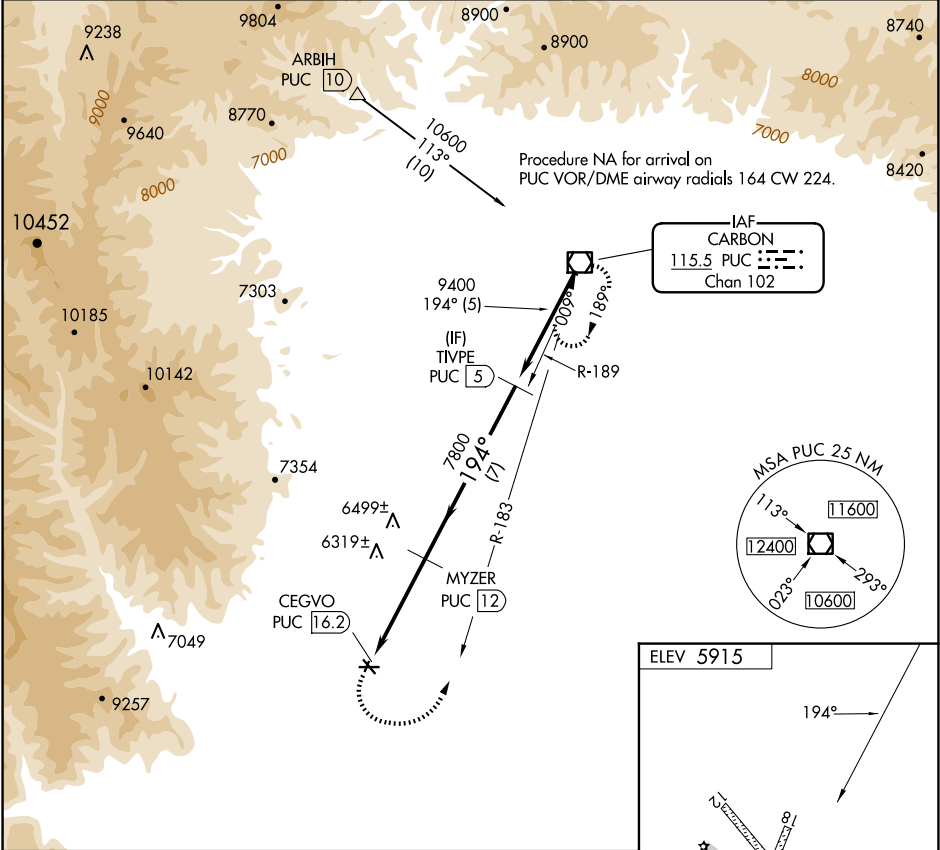 9804
8900
8740
9238
8900
ARBIH
PUC 10
8000
9000
8770
10600
113°
(10)
7000
9640
7000
Procedure NA for arrival on
PUC VOR/DME airway radials 164 CW 224.
8420
8000
10452
IAF
CARBON
115.5 PUC
Chan 102
7303
9400
194° (5)
009°
189°
10185
(IF)
TIVPE
PUC 5
R-189
10142
7800
194°
(7)
MSA PUC 25 NM
7354
113°
11600
6499±
R-183
12400
6319±
293°
023°
10600
MYZER
PUC 12
CEGVO
PUC 16.2
7049
ELEV 5915
9257
194°
12
18